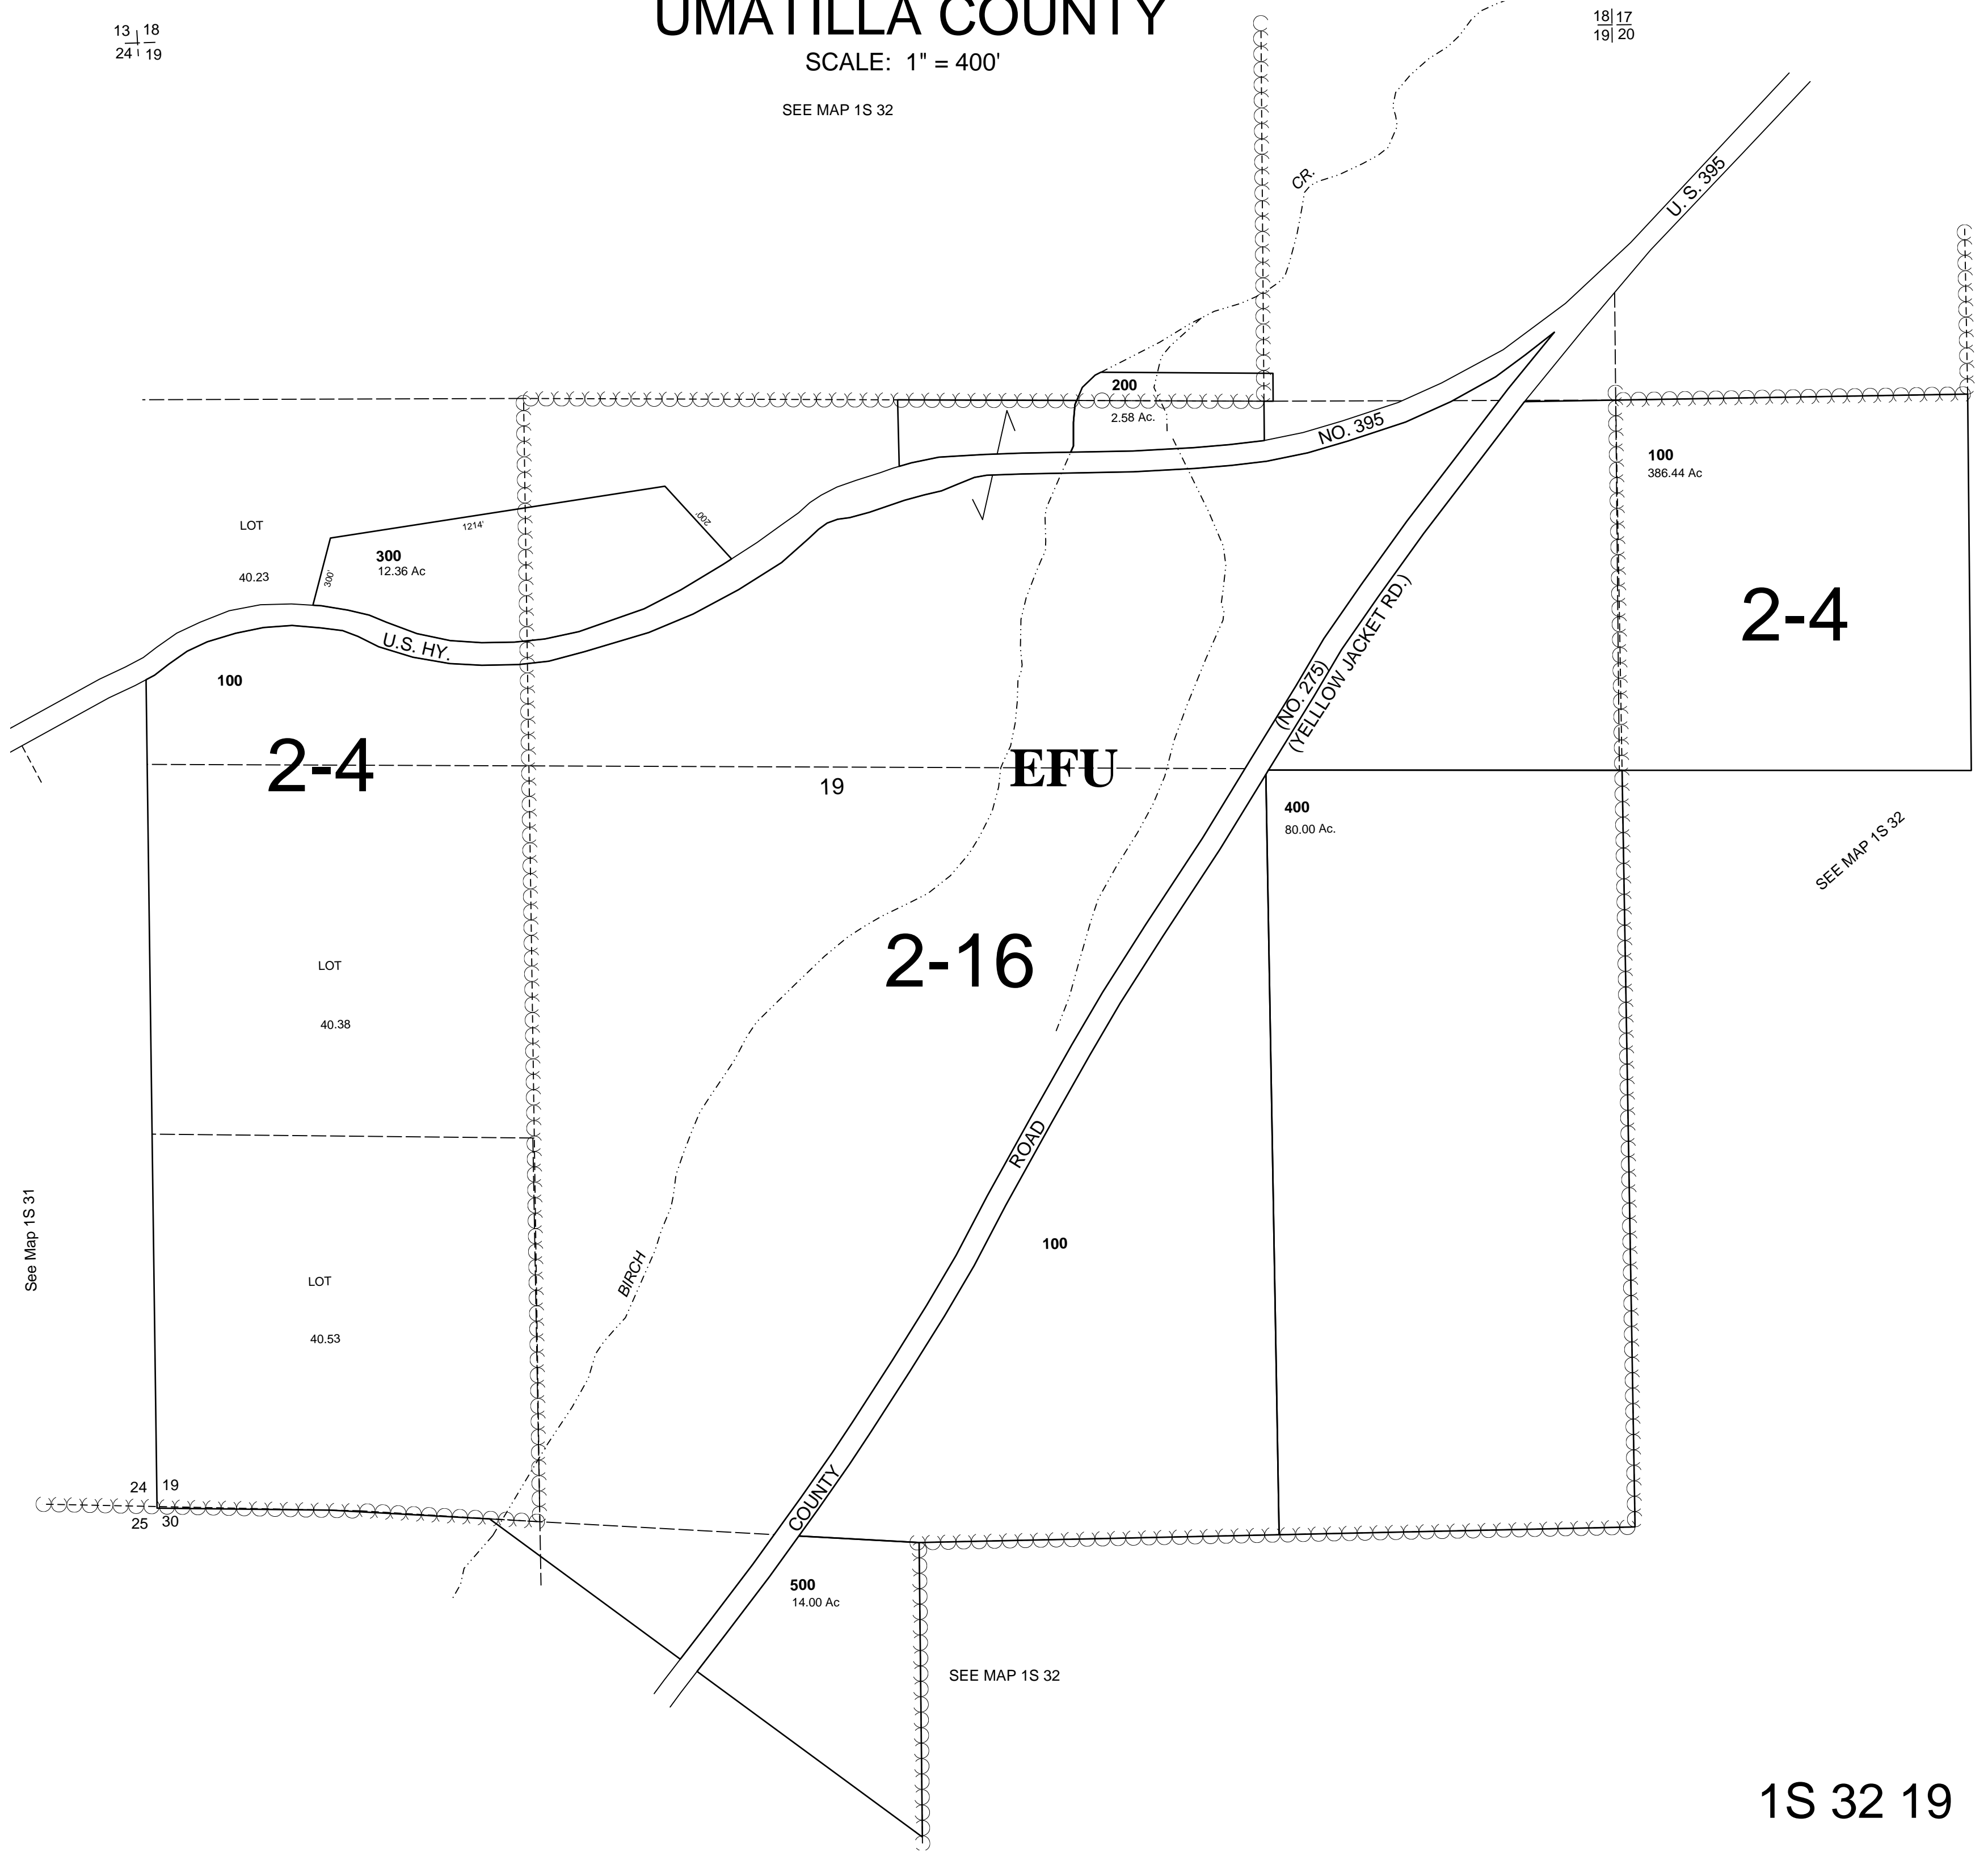 UMATILLA COUNTY
SCALE: 1" = 400'
SEE MAP 1S 32
13 18
24 19
18 17
19 20
CR.
U. S. 395
200
2.58 Ac.
NO. 395
100
386.44 Ac
LOT
40.23
1214'
200'
300'
300
12.36 Ac
U.S. HY.
100
2-4
2-4
19
EFU
(NO. 275)
(YELLLOW JACKET RD.)
400
80.00 Ac.
SEE MAP 1S 32
2-16
LOT
40.38
ROAD
See Map 1S 31
100
BIRCH
LOT
40.53
24 19
25 30
COUNTY
500
14.00 Ac
SEE MAP 1S 32
1S 32 19